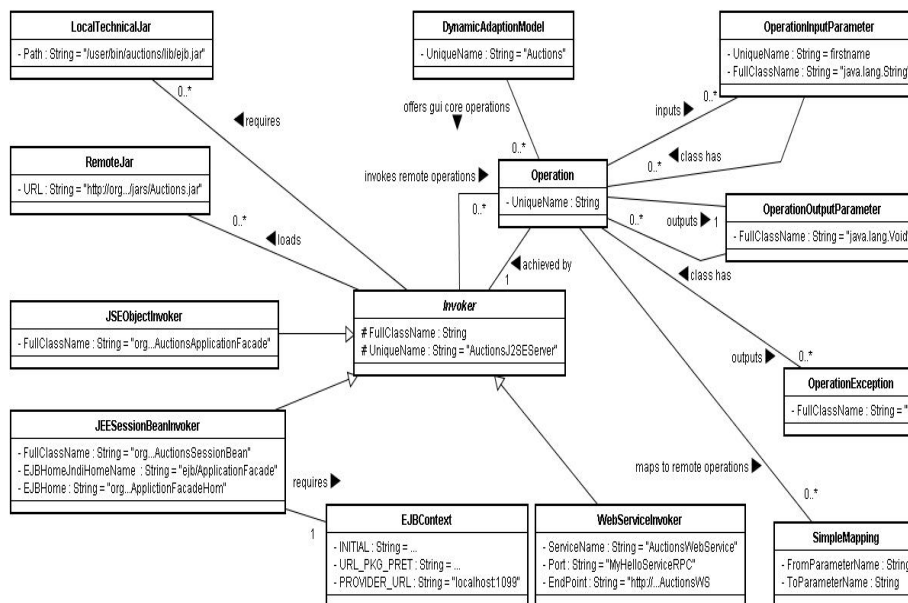 LocalTechnicalJar
- Path : String = "/user/bin/auctions/lib/ejb.jar"
DynamicAdaptionModel
- UniqueName : String = "Auctions"
OperationInputParameter
- UniqueName : String = firstname
- FullClassName : String = "java.lang.String"
0..*
requires
offers gui core operations
0..*
inputs
0..*
0..*
class has
RemoteJar
- URL : String = "http://org.../jars/Auctions.jar"
0..*
loads
invokes remote operations
0..*
Operation
- UniqueName : String
0..*
outputs
1
OperationOutputParameter
- FullClassName : String = "java.lang.Void"
class has
achieved by
1
Invoker
# FullClassName : String
# UniqueName : String = "AuctionsJ2SEServer"
JSEObjectInvoker
- FullClassName : String = "org...AuctionsApplicationFacade"
outputs
0..*
OperationException
- FullClassName : String = "
JEESessionBeanInvoker
- FullClassName : String = "org...AuctionsSessionBean"
- EJBHomeJndiHomeName : String = "ejb/ApplicationFacade"
- EJBHome : String = "org...ApplictionFacadeHom"
requires
1
maps to remote operations
0..*
EJBContext
- INITIAL : String = ...
- URL_PKG_PRET : String = ...
- PROVIDER_URL : String = "localhost:1099"
WebServiceInvoker
- ServiceName : String = "AuctionsWebService"
- Port : String = "MyHelloServiceRPC"
- EndPoint : String = "http://...AuctionsWS
SimpleMapping
- FromParameterName : String
- ToParameterName : String